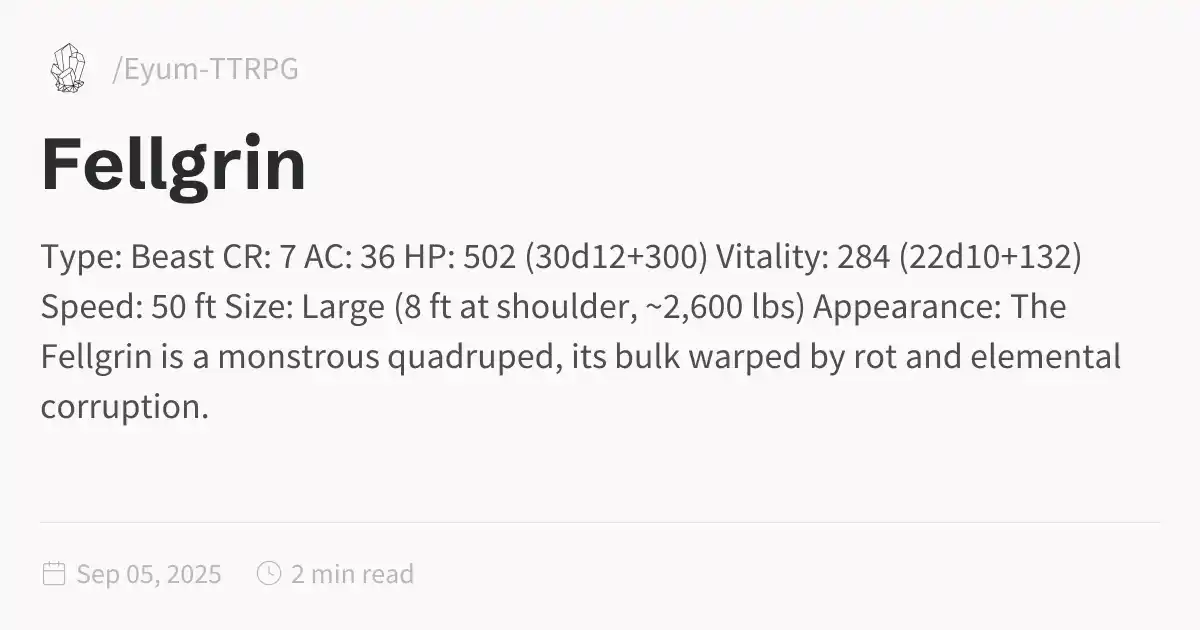 /Eyum-TTRPG
Fellgrin
Type: Beast CR: 7 AC: 36 HP: 502 (30d12+300) Vitality: 284 (22d10+132)
Speed: 50 ft Size: Large (8 ft at shoulder, ~2,600 lbs) Appearance: The
Fellgrin is a monstrous quadruped, its bulk warped by rot and elemental
corruption.
Sep 05, 2025 2 min read